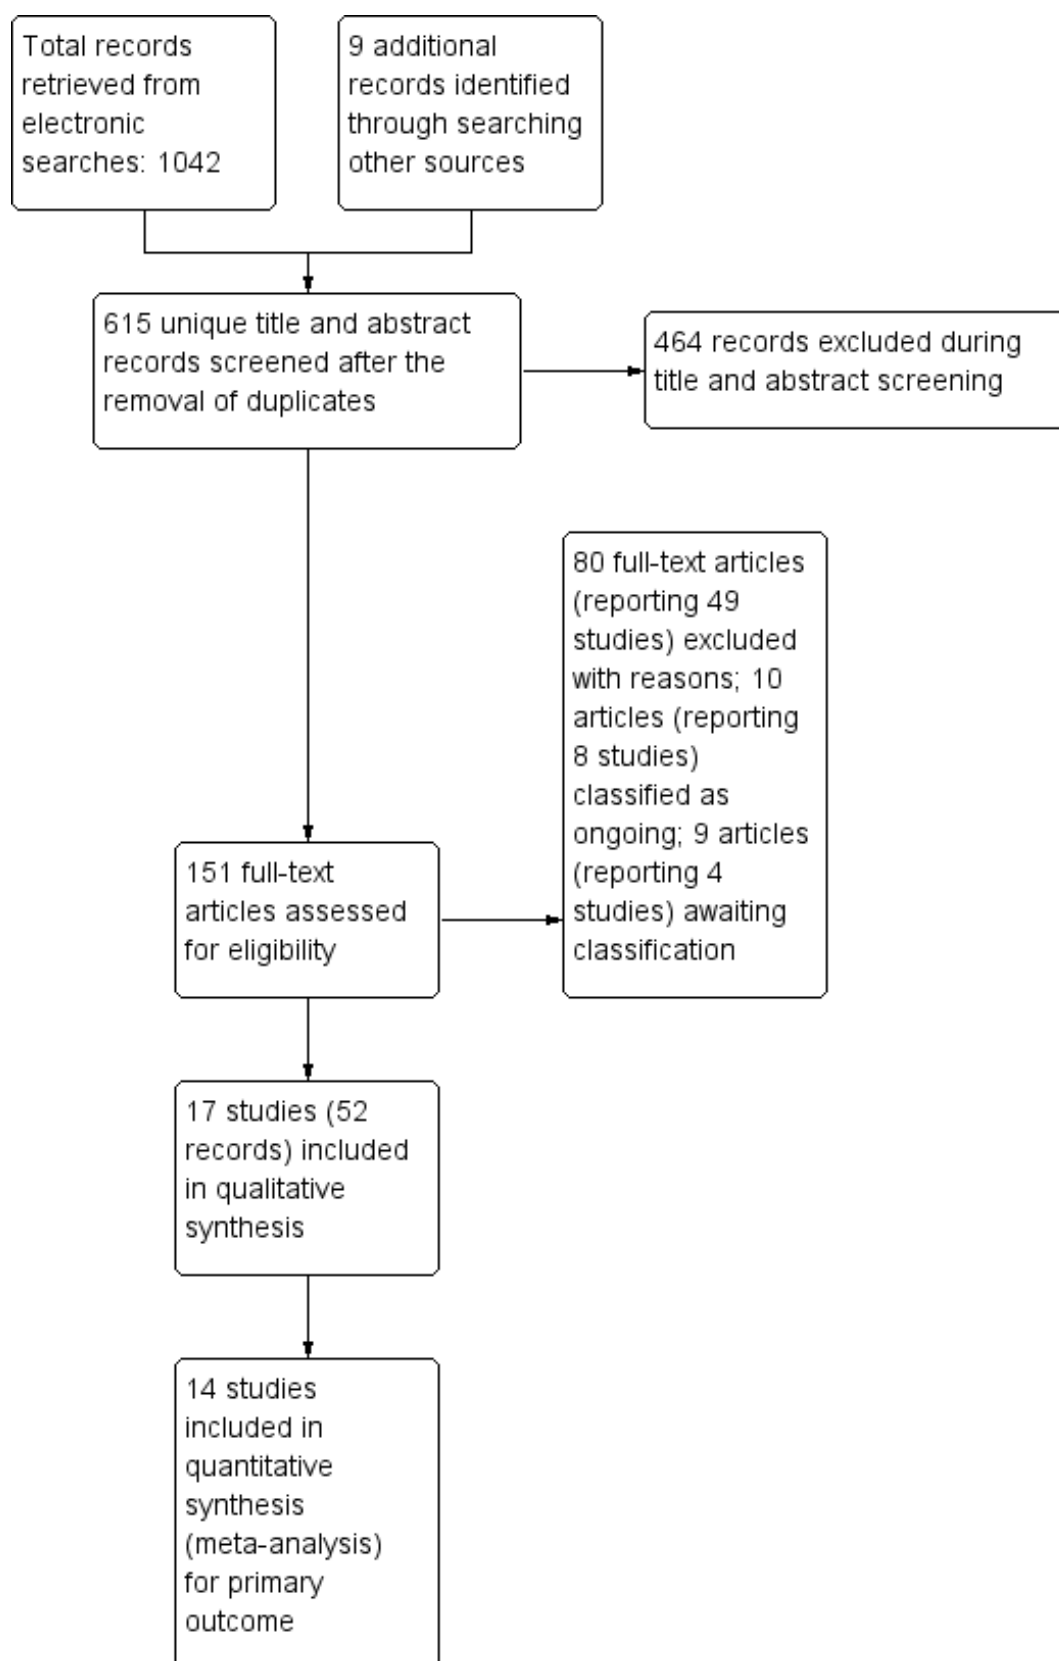 Total records
retrieved from
electronic
searches: 1042
9 additional
records identified
through searching
other sources
615 unique title and abstract
records screened after the
removal of duplicates
464 records excluded during
title and abstract screening
80 full-text articles
(reporting 49
studies) excluded
with reasons; 10
articles (reporting
8 studies)
classified as
ongoing; 9 articles
(reporting 4
studies) awaiting
classification
151 full-text
articles assessed
for eligibility
17 studies (52
records) included
in qualitative
synthesis
14 studies
included in
quantitative
synthesis
(meta-analysis)
for primary
outcome